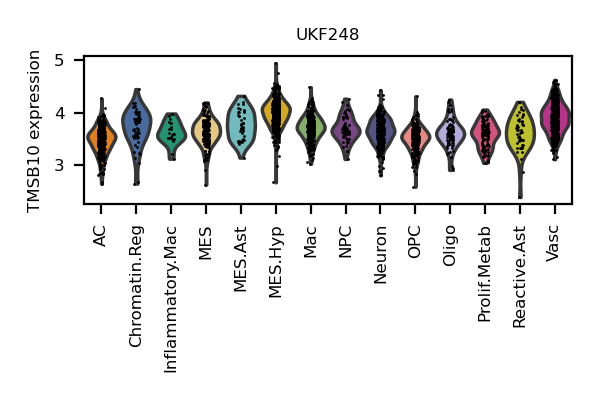 UKF248
TMSB10 expression
5
4
3
AC
Chromatin.Reg
Inflammatory.Mac
MES
MES.Ast
MES.Hyp
Mac
NPC
Neuron
OPC
Oligo
Prolif.Metab
Reactive.Ast
Vasc